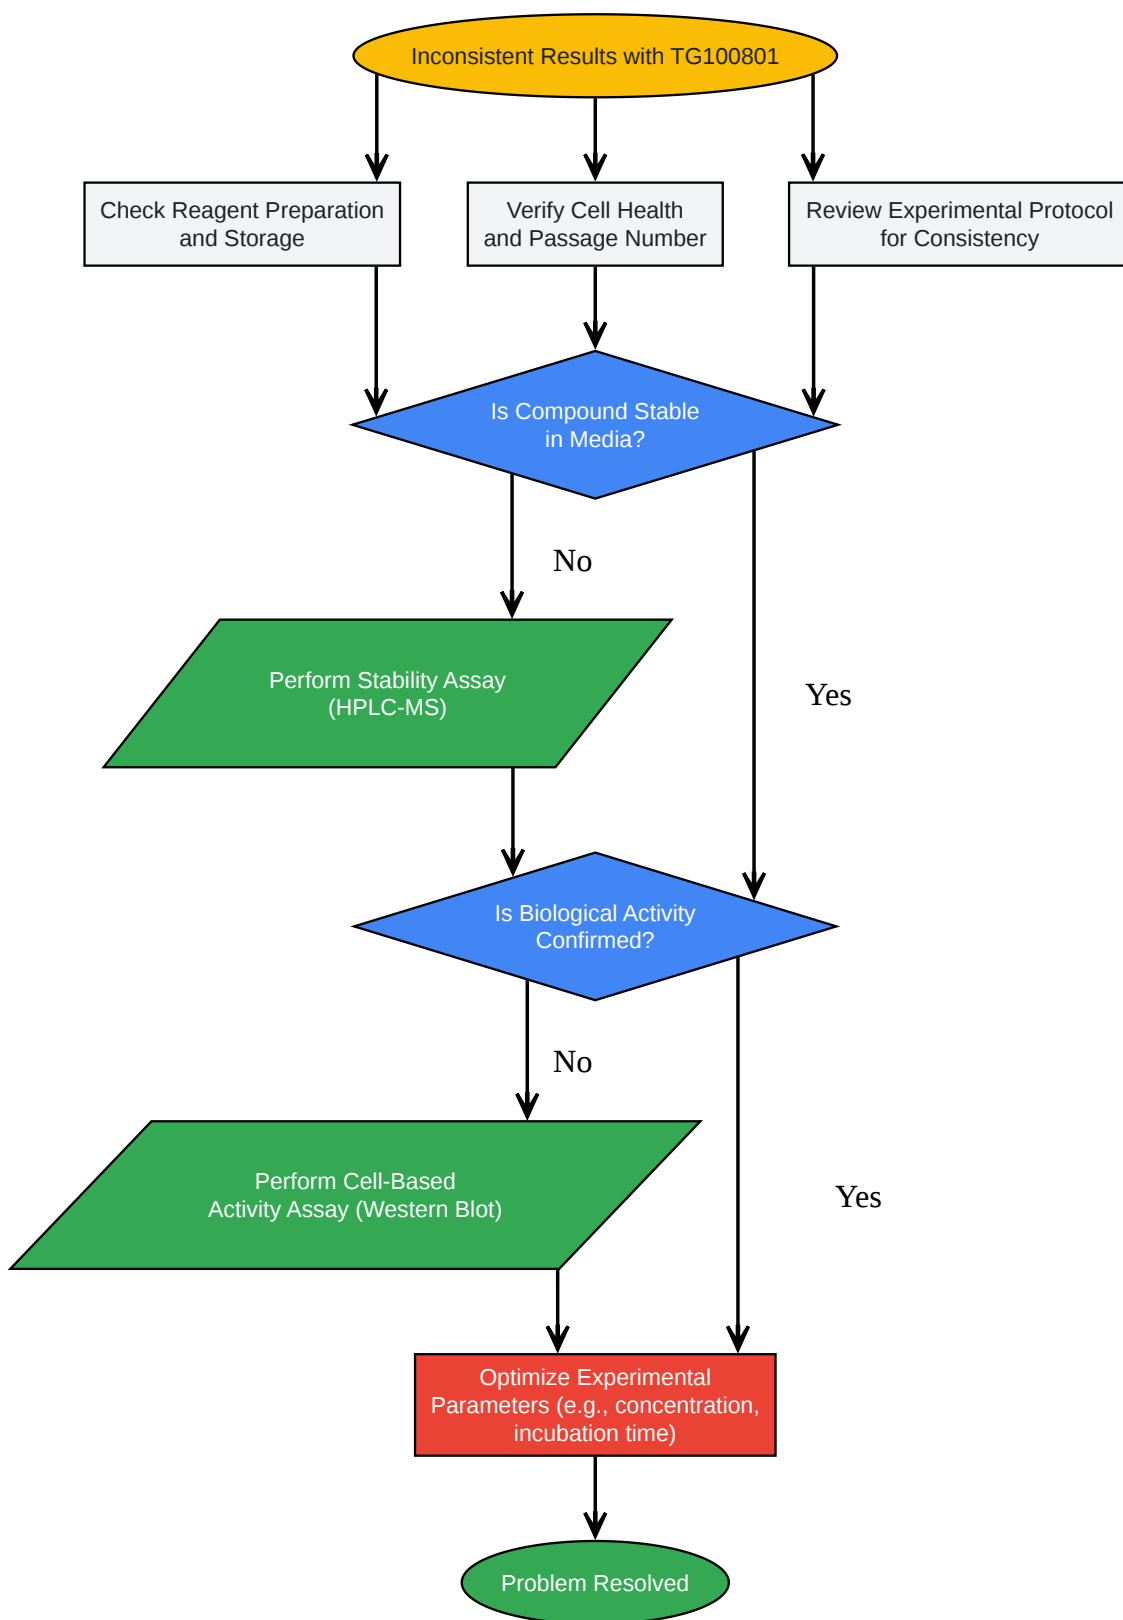 Inconsistent Results with TG100801
Check Reagent Preparation
and Storage
Verify Cell Health
and Passage Number
Review Experimental Protocol
for Consistency
Is Compound Stable
in Media?
No
Perform Stability Assay
(HPLC-MS)
Yes
Is Biological Activity
Confirmed?
No
Perform Cell-Based
Activity Assay (Western Blot)
Yes
Optimize Experimental
Parameters (e.g., concentration,
incubation time)
Problem Resolved